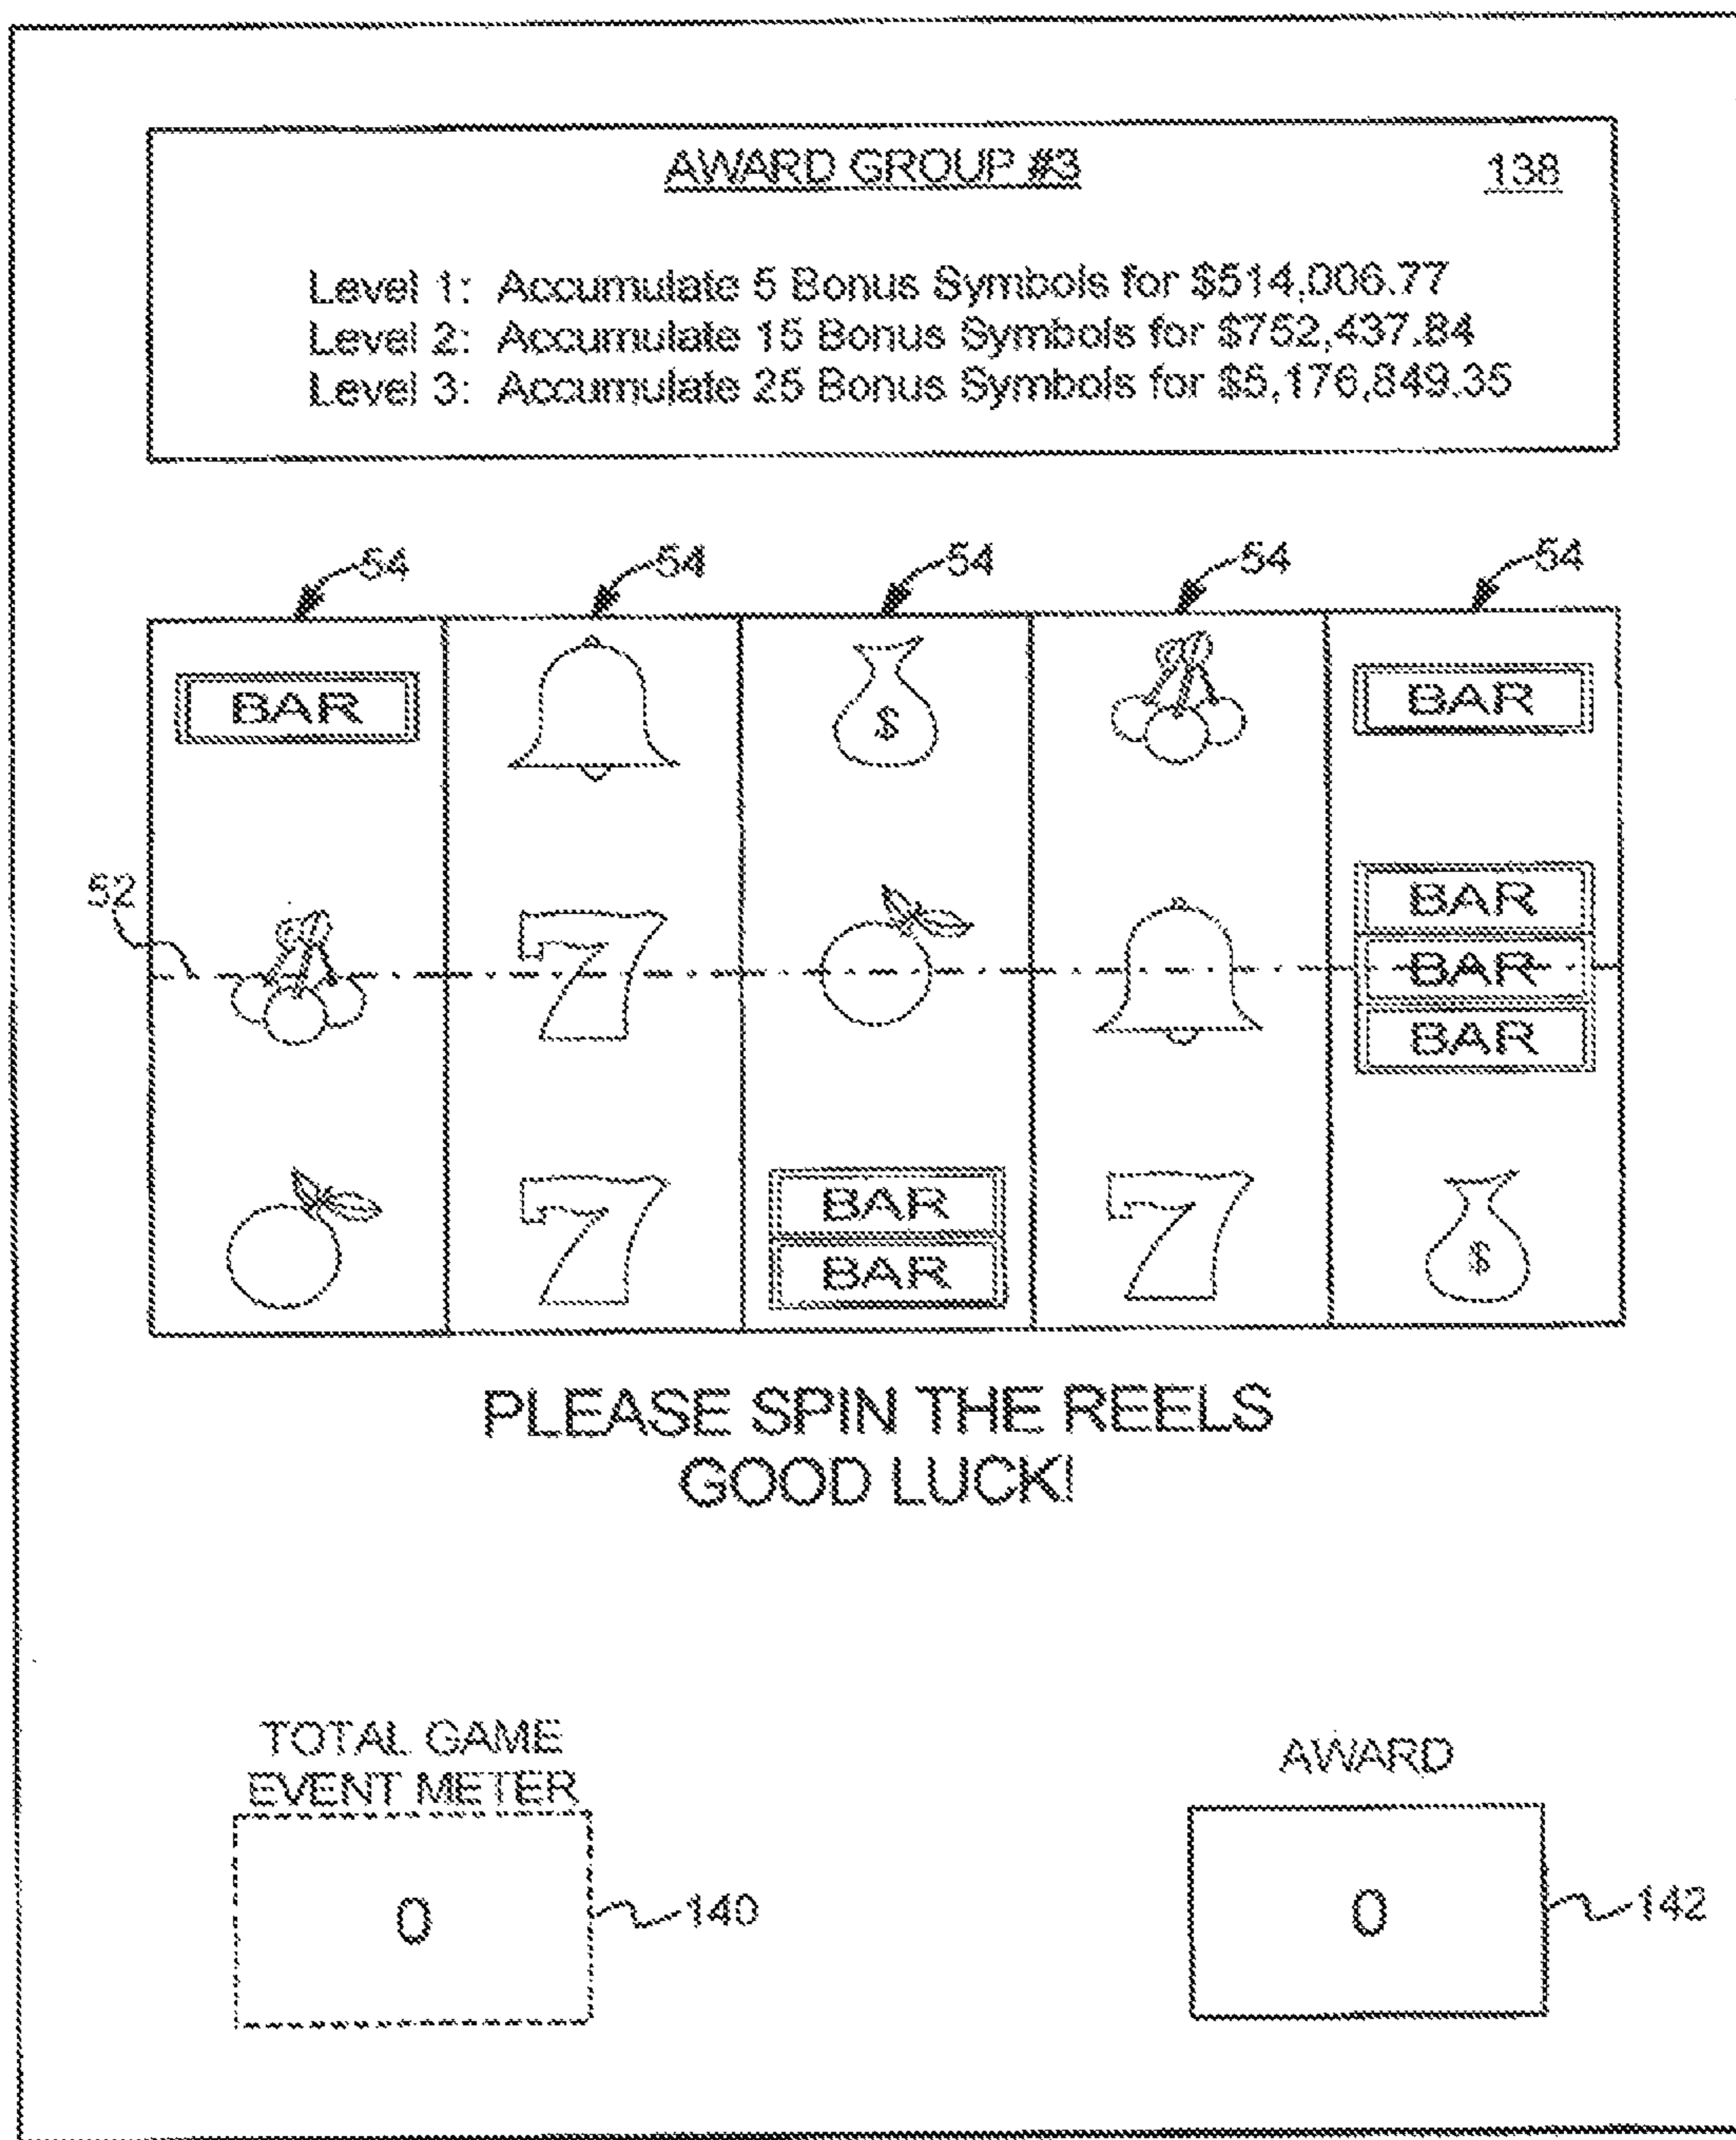 AWARD GROUP #3 138
Level 1: Accumulate 5 Bonus Symbols for $514,006.77
Level 2: Accumulate 15 Bonus Symbols for $752,437.84
Level 3: Accumulate 25 Bonus Symbols for $5,176,849.35
54 54 54 54 54
BAR $ BAR
52
7
BAR
BAR
BAR
7 7
BAR
BAR
$
PLEASE SPIN THE REELS
GOOD LUCK!
TOTAL GAME
EVENT METER
0
140
AWARD
0
142